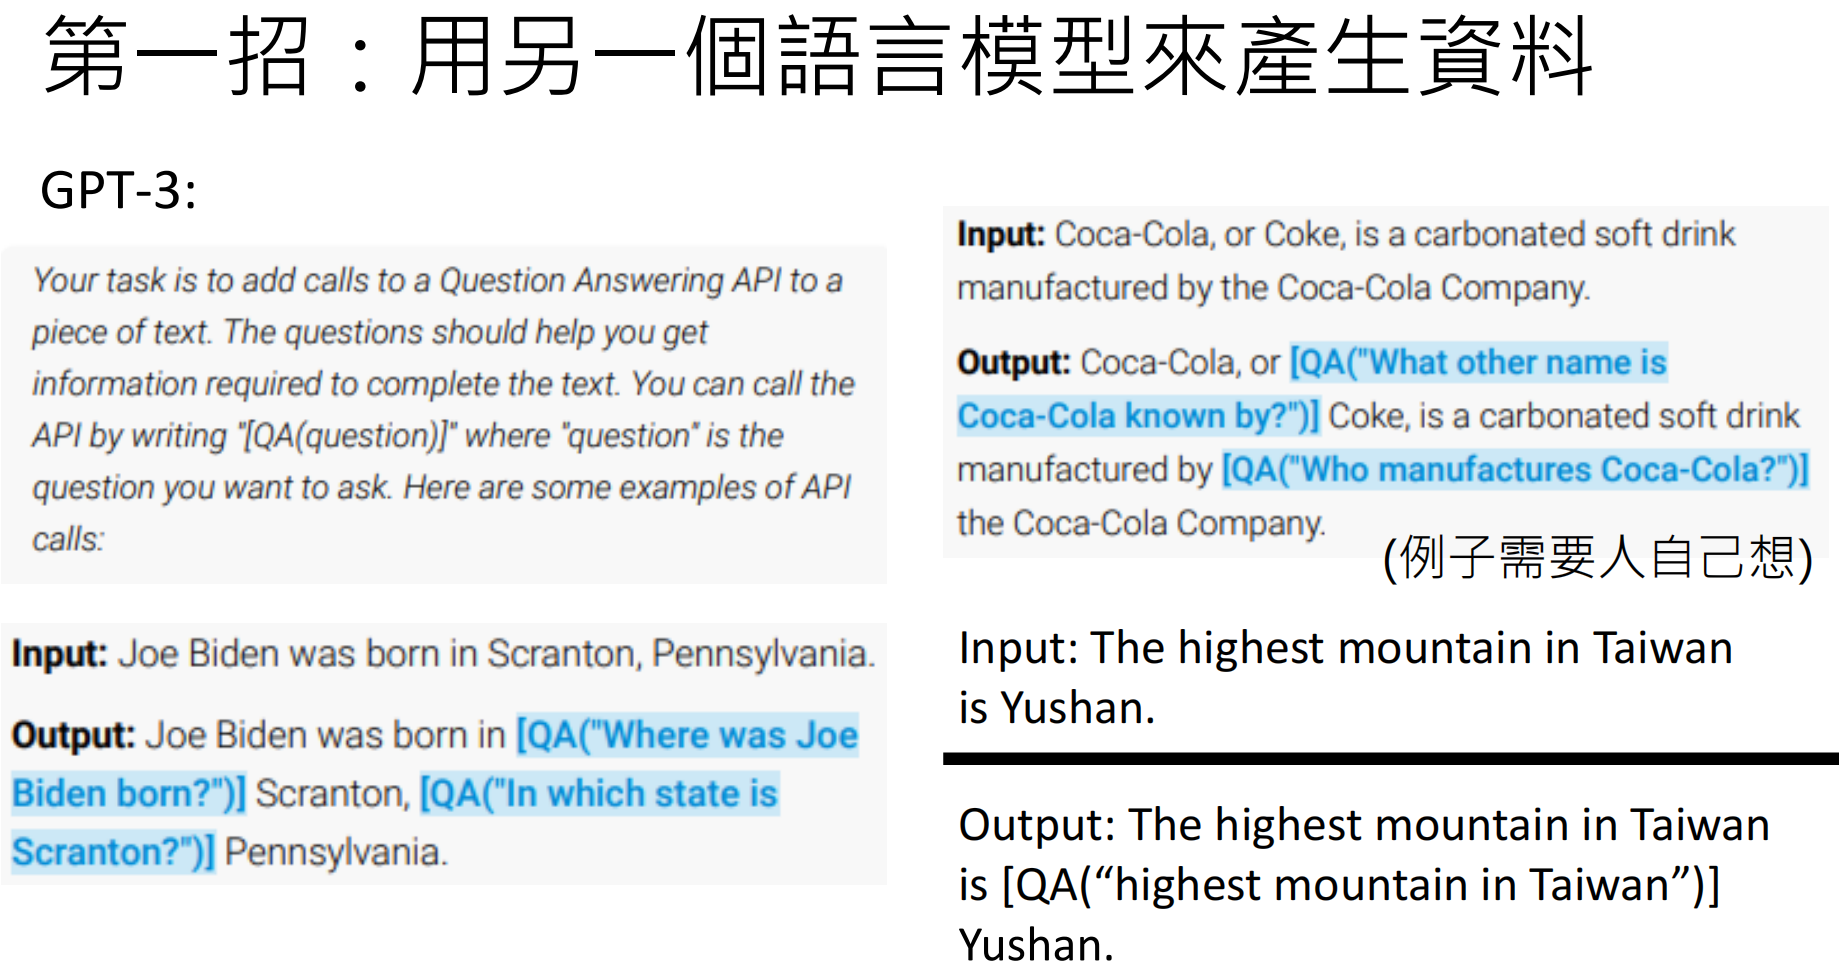 第一招：用另一個語言模型來產生資料
GPT-3:
Your task is to add calls to a Question Answering API to a
piece of text. The questions should help you get
information required to complete the text. You can call the
API by writing "[QA(question)]" where "question" is the
question you want to ask. Here are some examples of API
calls:
Input: Joe Biden was born in Scranton, Pennsylvania.
Output: Joe Biden was born in [QA("Where was Joe
Biden born?")] Scranton, [QA("In which state is
Scranton?")] Pennsylvania.
Input: Coca-Cola, or Coke, is a carbonated soft drink
manufactured by the Coca-Cola Company.
Output: Coca-Cola, or [QA("What other name is
Coca-Cola known by?")] Coke, is a carbonated soft drink
manufactured by [QA("Who manufactures Coca-Cola?")]
the Coca-Cola Company.
(例子需要人自己想)
Input: The highest mountain in Taiwan
is Yushan.
Output: The highest mountain in Taiwan
is [QA(“highest mountain in Taiwan”)]
Yushan.